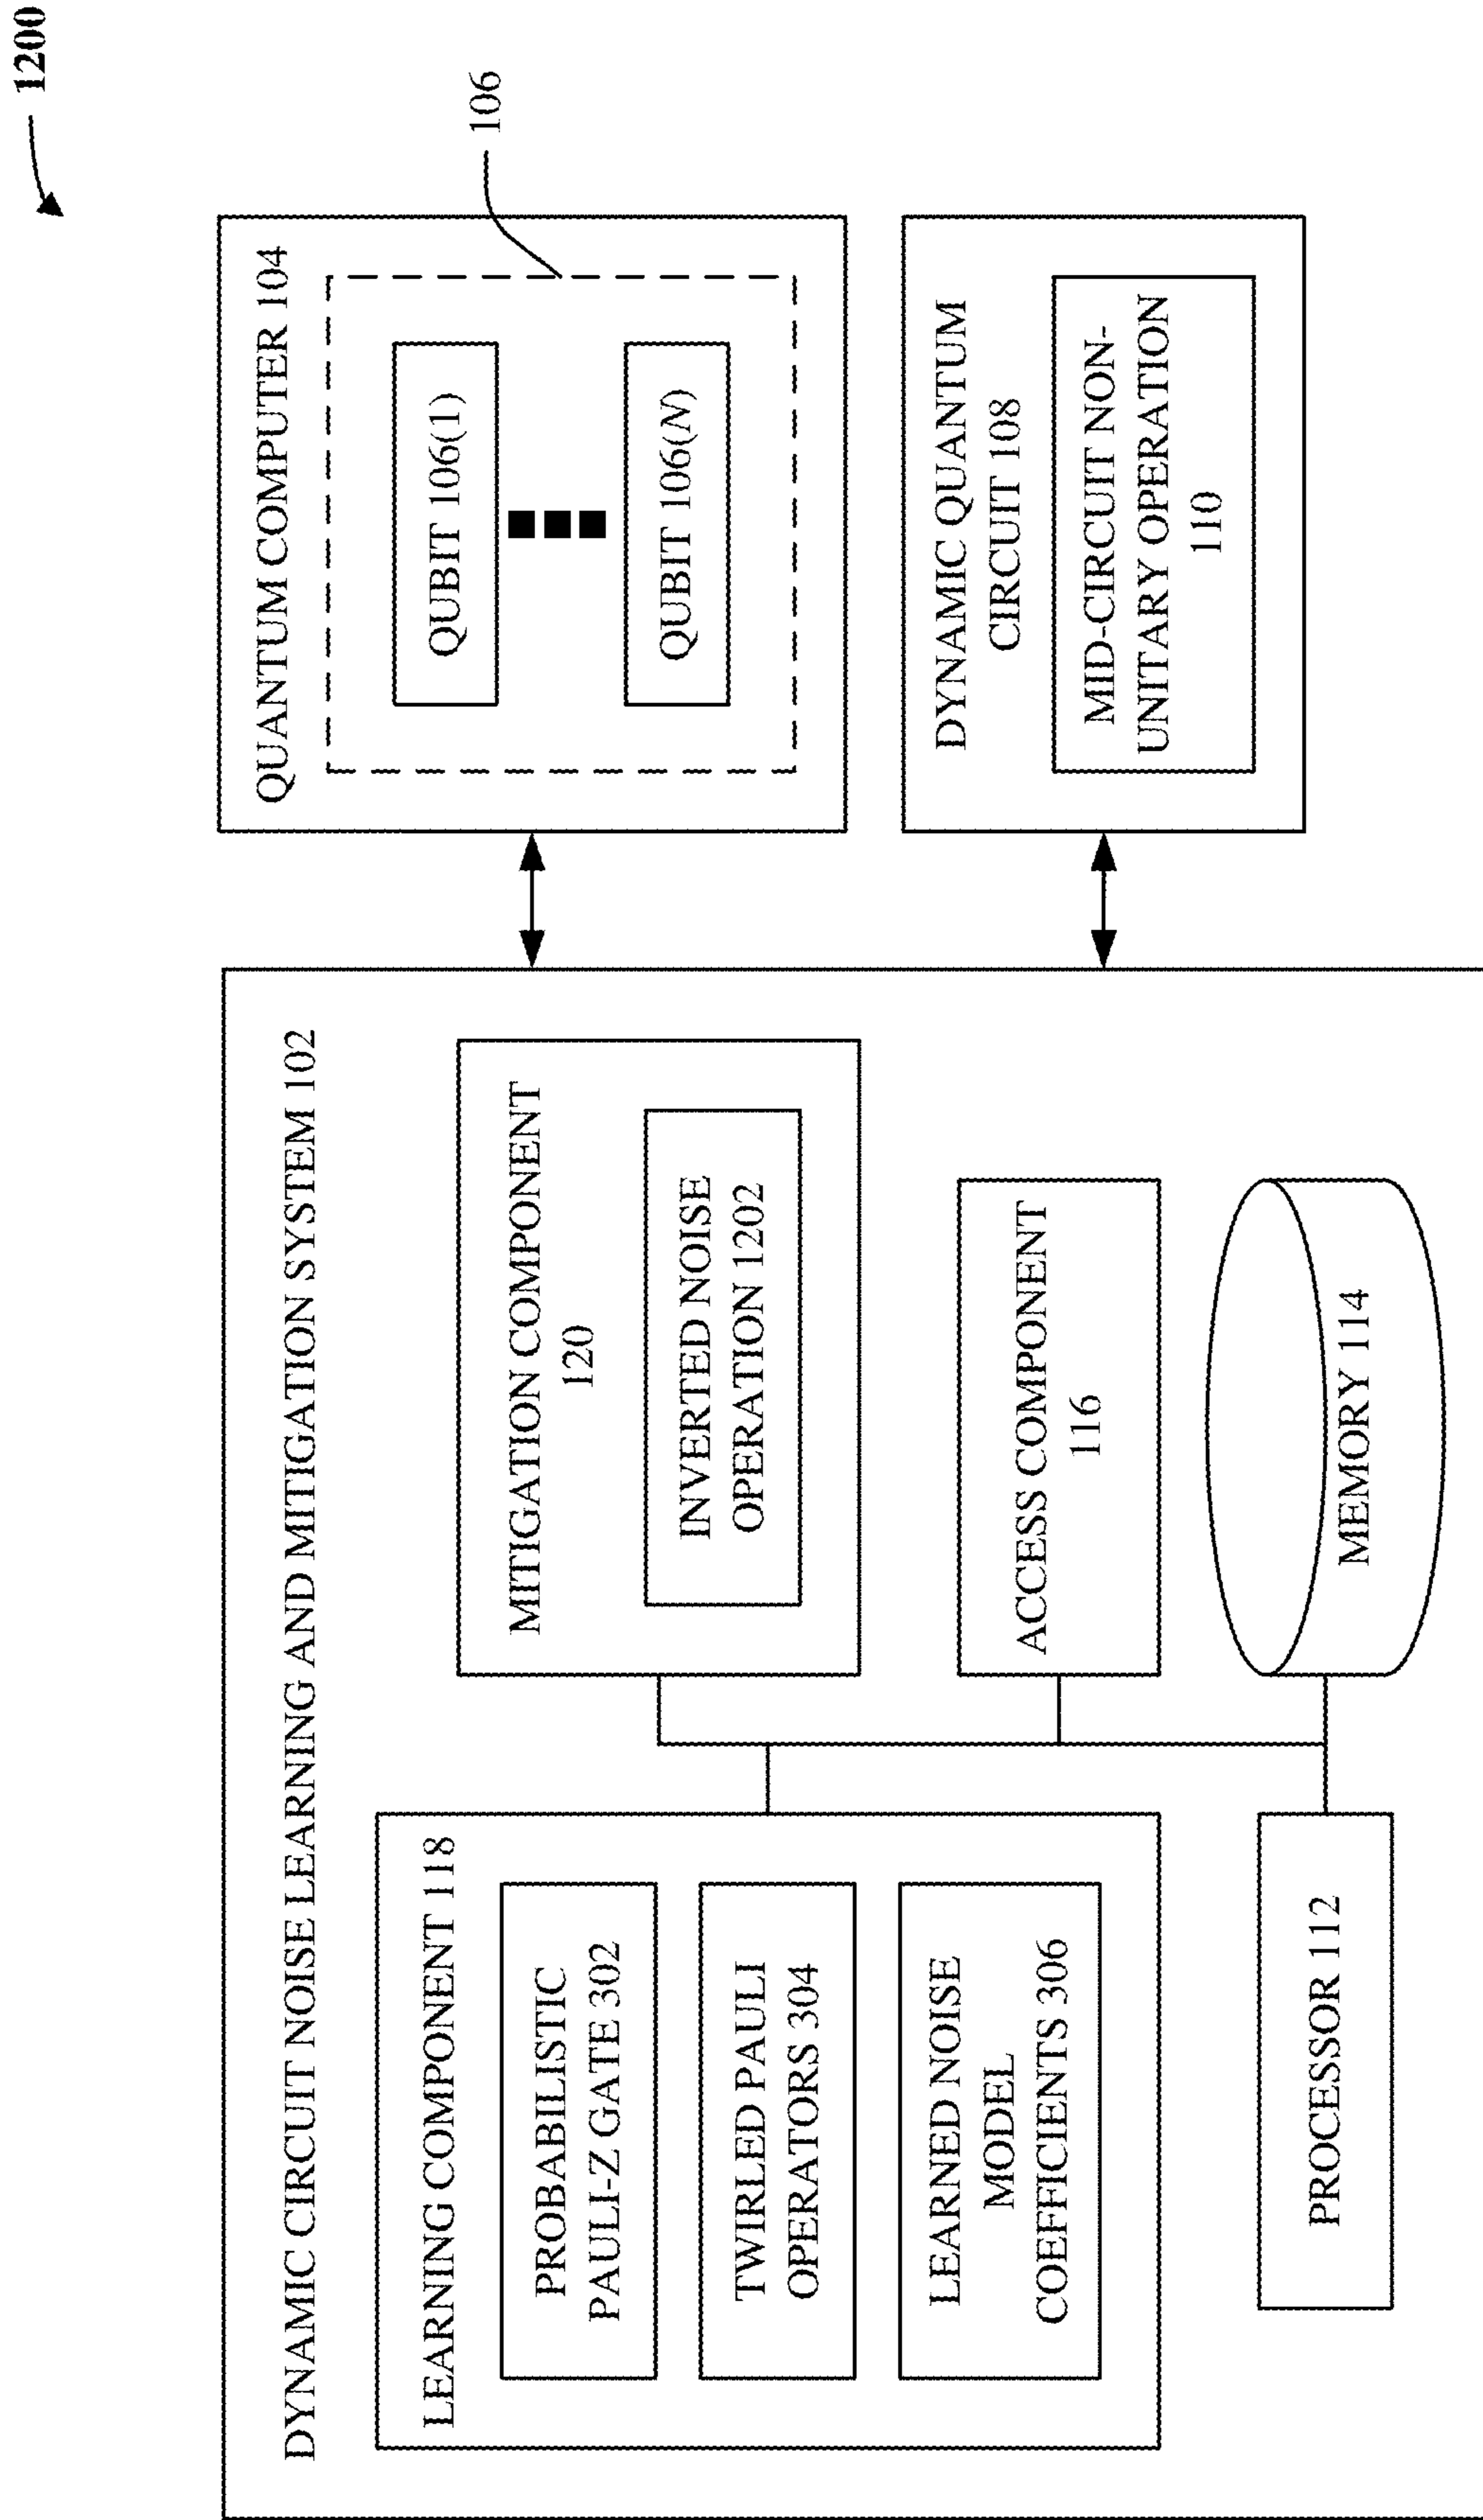 1200
DYNAMIC CIRCUIT NOISE LEARNING AND MITIGATION SYSTEM 102
LEARNING COMPONENT 118
PROBABILISTIC
PAULI-Z GATE 302
TWIRLED PAULI
OPERATORS 304
LEARNED NOISE
MODEL
COEFFICIENTS 306
PROCESSOR 112
MITIGATION COMPONENT
120
INVERTED NOISE
OPERATION 1202
ACCESS COMPONENT
116
MEMORY 114
QUANTUM COMPUTER 104
QUBIT 106(1)
QUBIT 106(N)
106
DYNAMIC QUANTUM
CIRCUIT 108
MID-CIRCUIT NON-
UNITARY OPERATION
110